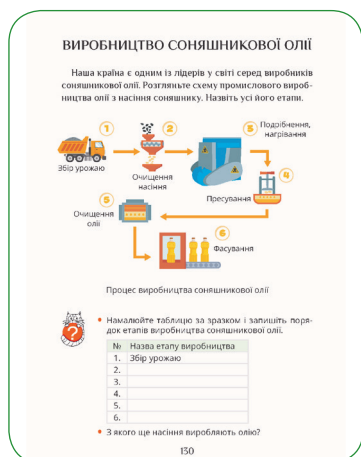 ВИРОБНИЦТВО СОНЯШНИКОВОЇ ОЛІЇ
Наша країна є одним із лідерів у світі серед виробників
соняшникової олії. Розгляньте схему промислового вироб-
ництва олії з насіння соняшнику. Назвіть усі його етапи.
1
Збір урожаю
2
Очищення
насіння
3
Подрібнення,
нагрівання
4
Пресування
5
Очищення
олії
6
Фасування
Процес виробництва соняшникової олії
?
• Намалюйте таблицю за зразком і запишіть поря-
док етапів виробництва соняшникової олії.
№ Назва етапу виробництва
1. Збір урожаю
2.
3.
4.
5.
6.
• З якого ще насіння виробляють олію?
130